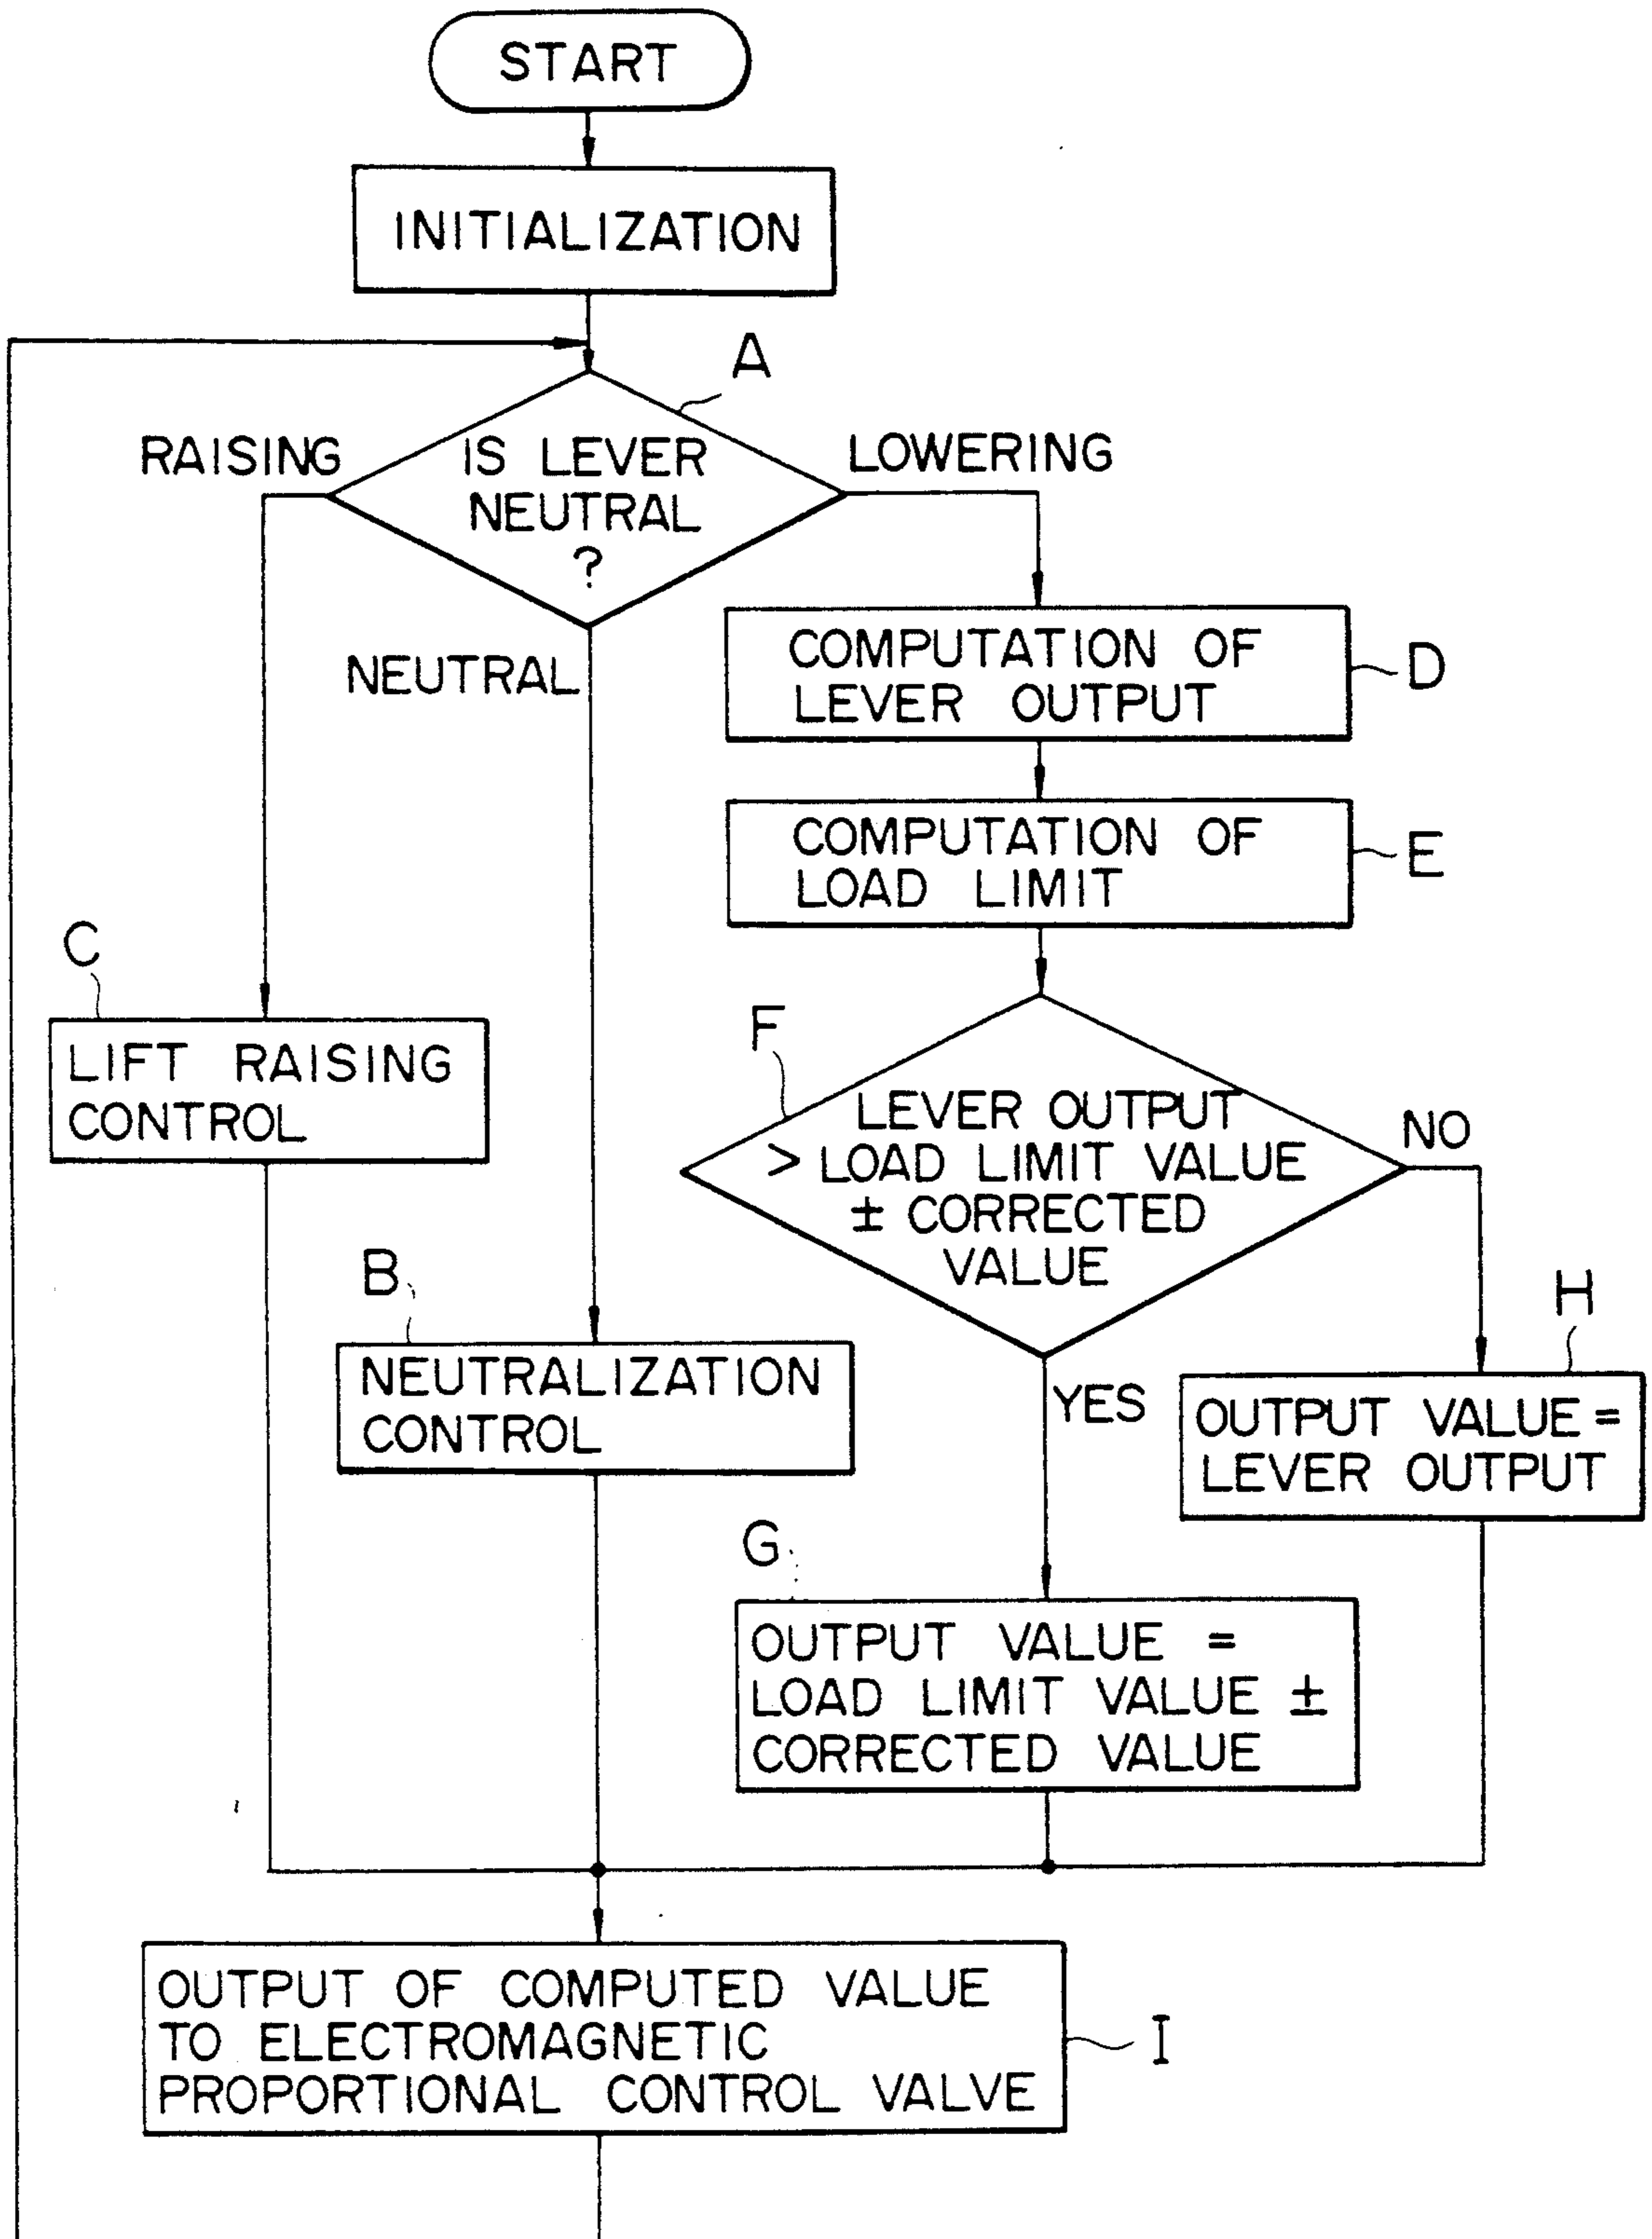 START
INITIALIZATION
A
RAISING
IS LEVER
NEUTRAL
?
LOWERING
NEUTRAL
COMPUTATION OF
LEVER OUTPUT
D
COMPUTATION OF
LOAD LIMIT
E
C
LIFT RAISING
CONTROL
F
LEVER OUTPUT
> LOAD LIMIT VALUE
± CORRECTED
VALUE
NO
B
NEUTRALIZATION
CONTROL
YES
H
OUTPUT VALUE =
LEVER OUTPUT
G
OUTPUT VALUE =
LOAD LIMIT VALUE ±
CORRECTED VALUE
OUTPUT OF COMPUTED VALUE
TO ELECTROMAGNETIC
PROPORTIONAL CONTROL VALVE
I